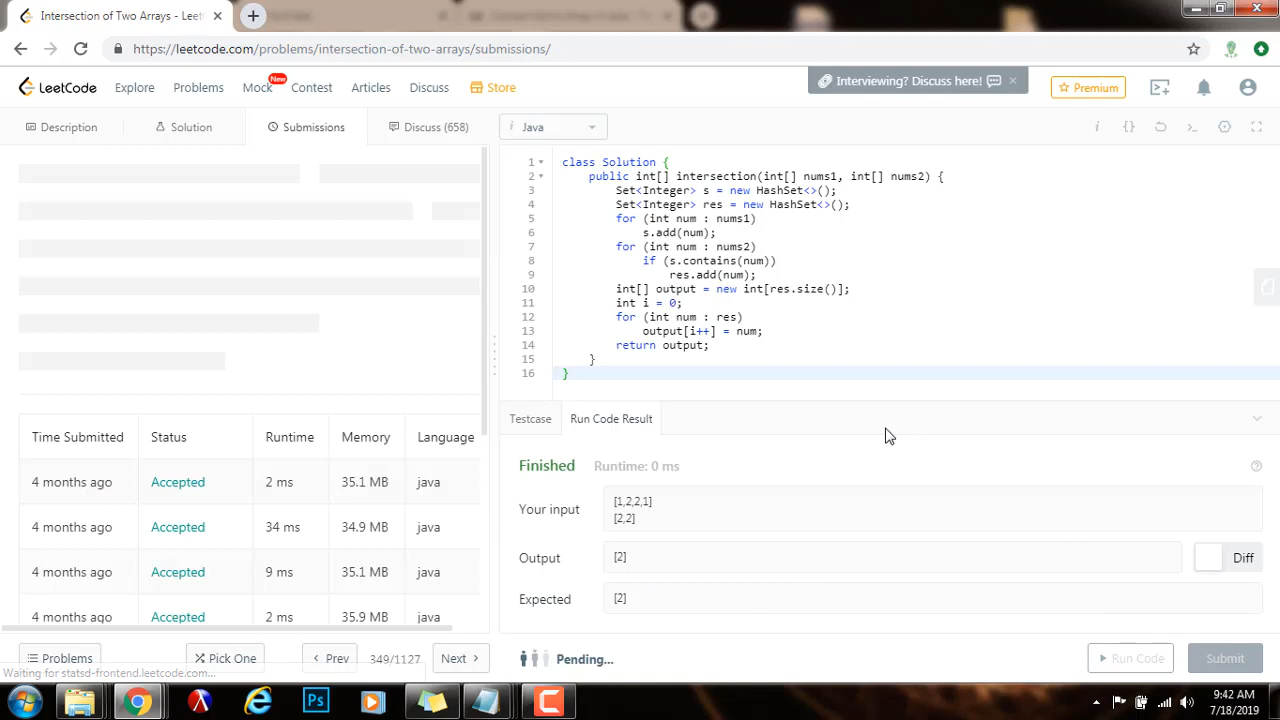 Intersection of Two Arrays - Leet
https://leetcode.com/problems/intersection-of-two-arrays/submissions/
LeetCode
Explore
Problems
Mock
New
Contest
Articles
Discuss
Store
Interviewing? Discuss here!
Premium
Description
Solution
Submissions
Discuss (658)
Java
1 class Solution {
2 public int[] intersection(int[] nums1, int[] nums2) {
3 Set<Integer> s = new HashSet<>();
4 Set<Integer> res = new HashSet<>();
5 for (int num : nums1)
6 s.add(num);
7 for (int num : nums2)
8 if (s.contains(num))
9 res.add(num);
10 int[] output = new int[res.size()];
11 int i = 0;
12 for (int num : res)
13 output[i++] = num;
14 return output;
15 }
16 }
Testcase
Run Code Result
Finished
Runtime: 0 ms
Your input
[1,2,2,1]
[2,2]
Output
[2]
Diff
Expected
[2]
Time Submitted Status Runtime Memory Language
4 months ago Accepted 2 ms 35.1 MB java
4 months ago Accepted 34 ms 34.9 MB java
4 months ago Accepted 9 ms 35.1 MB java
4 months ago Accepted 2 ms 35.9 MB java
Problems
Pick One
Prev
349/1127
Next
Pending...
Run Code
Submit
Waiting for statsd-frontend.leetcode.com...
Ps
9:42 AM
7/18/2019